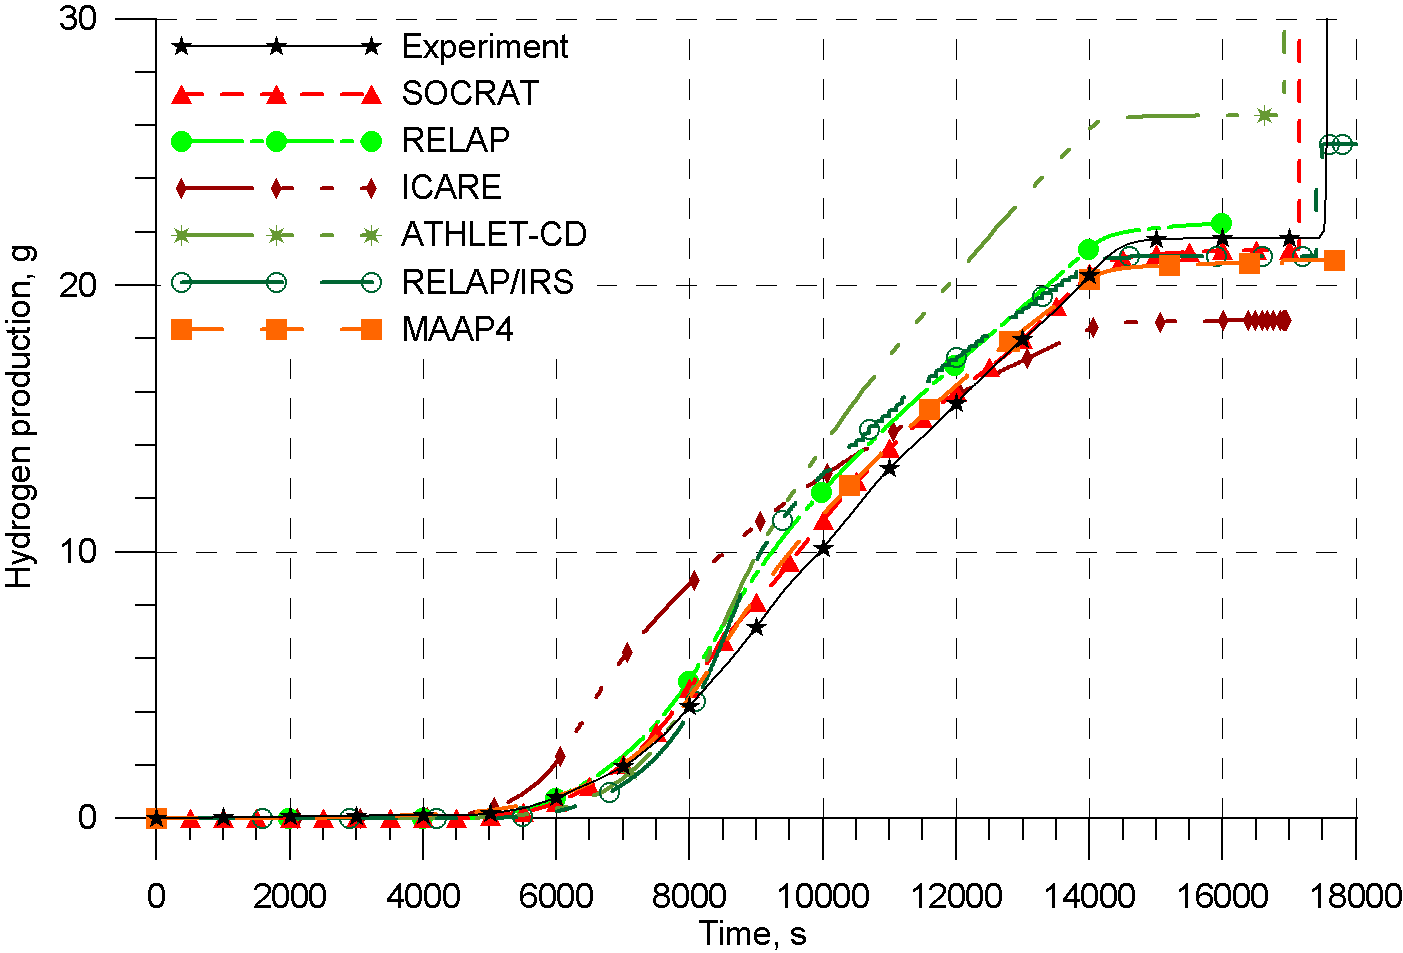 30
Experiment
SOCRAT
RELAP
ICARE
ATHLET-CD
RELAP/IRS
MAAP4
20
10
0
Hydrogen production, g
0 2000 4000 6000 8000 10000 12000 14000 16000 18000
Time, s